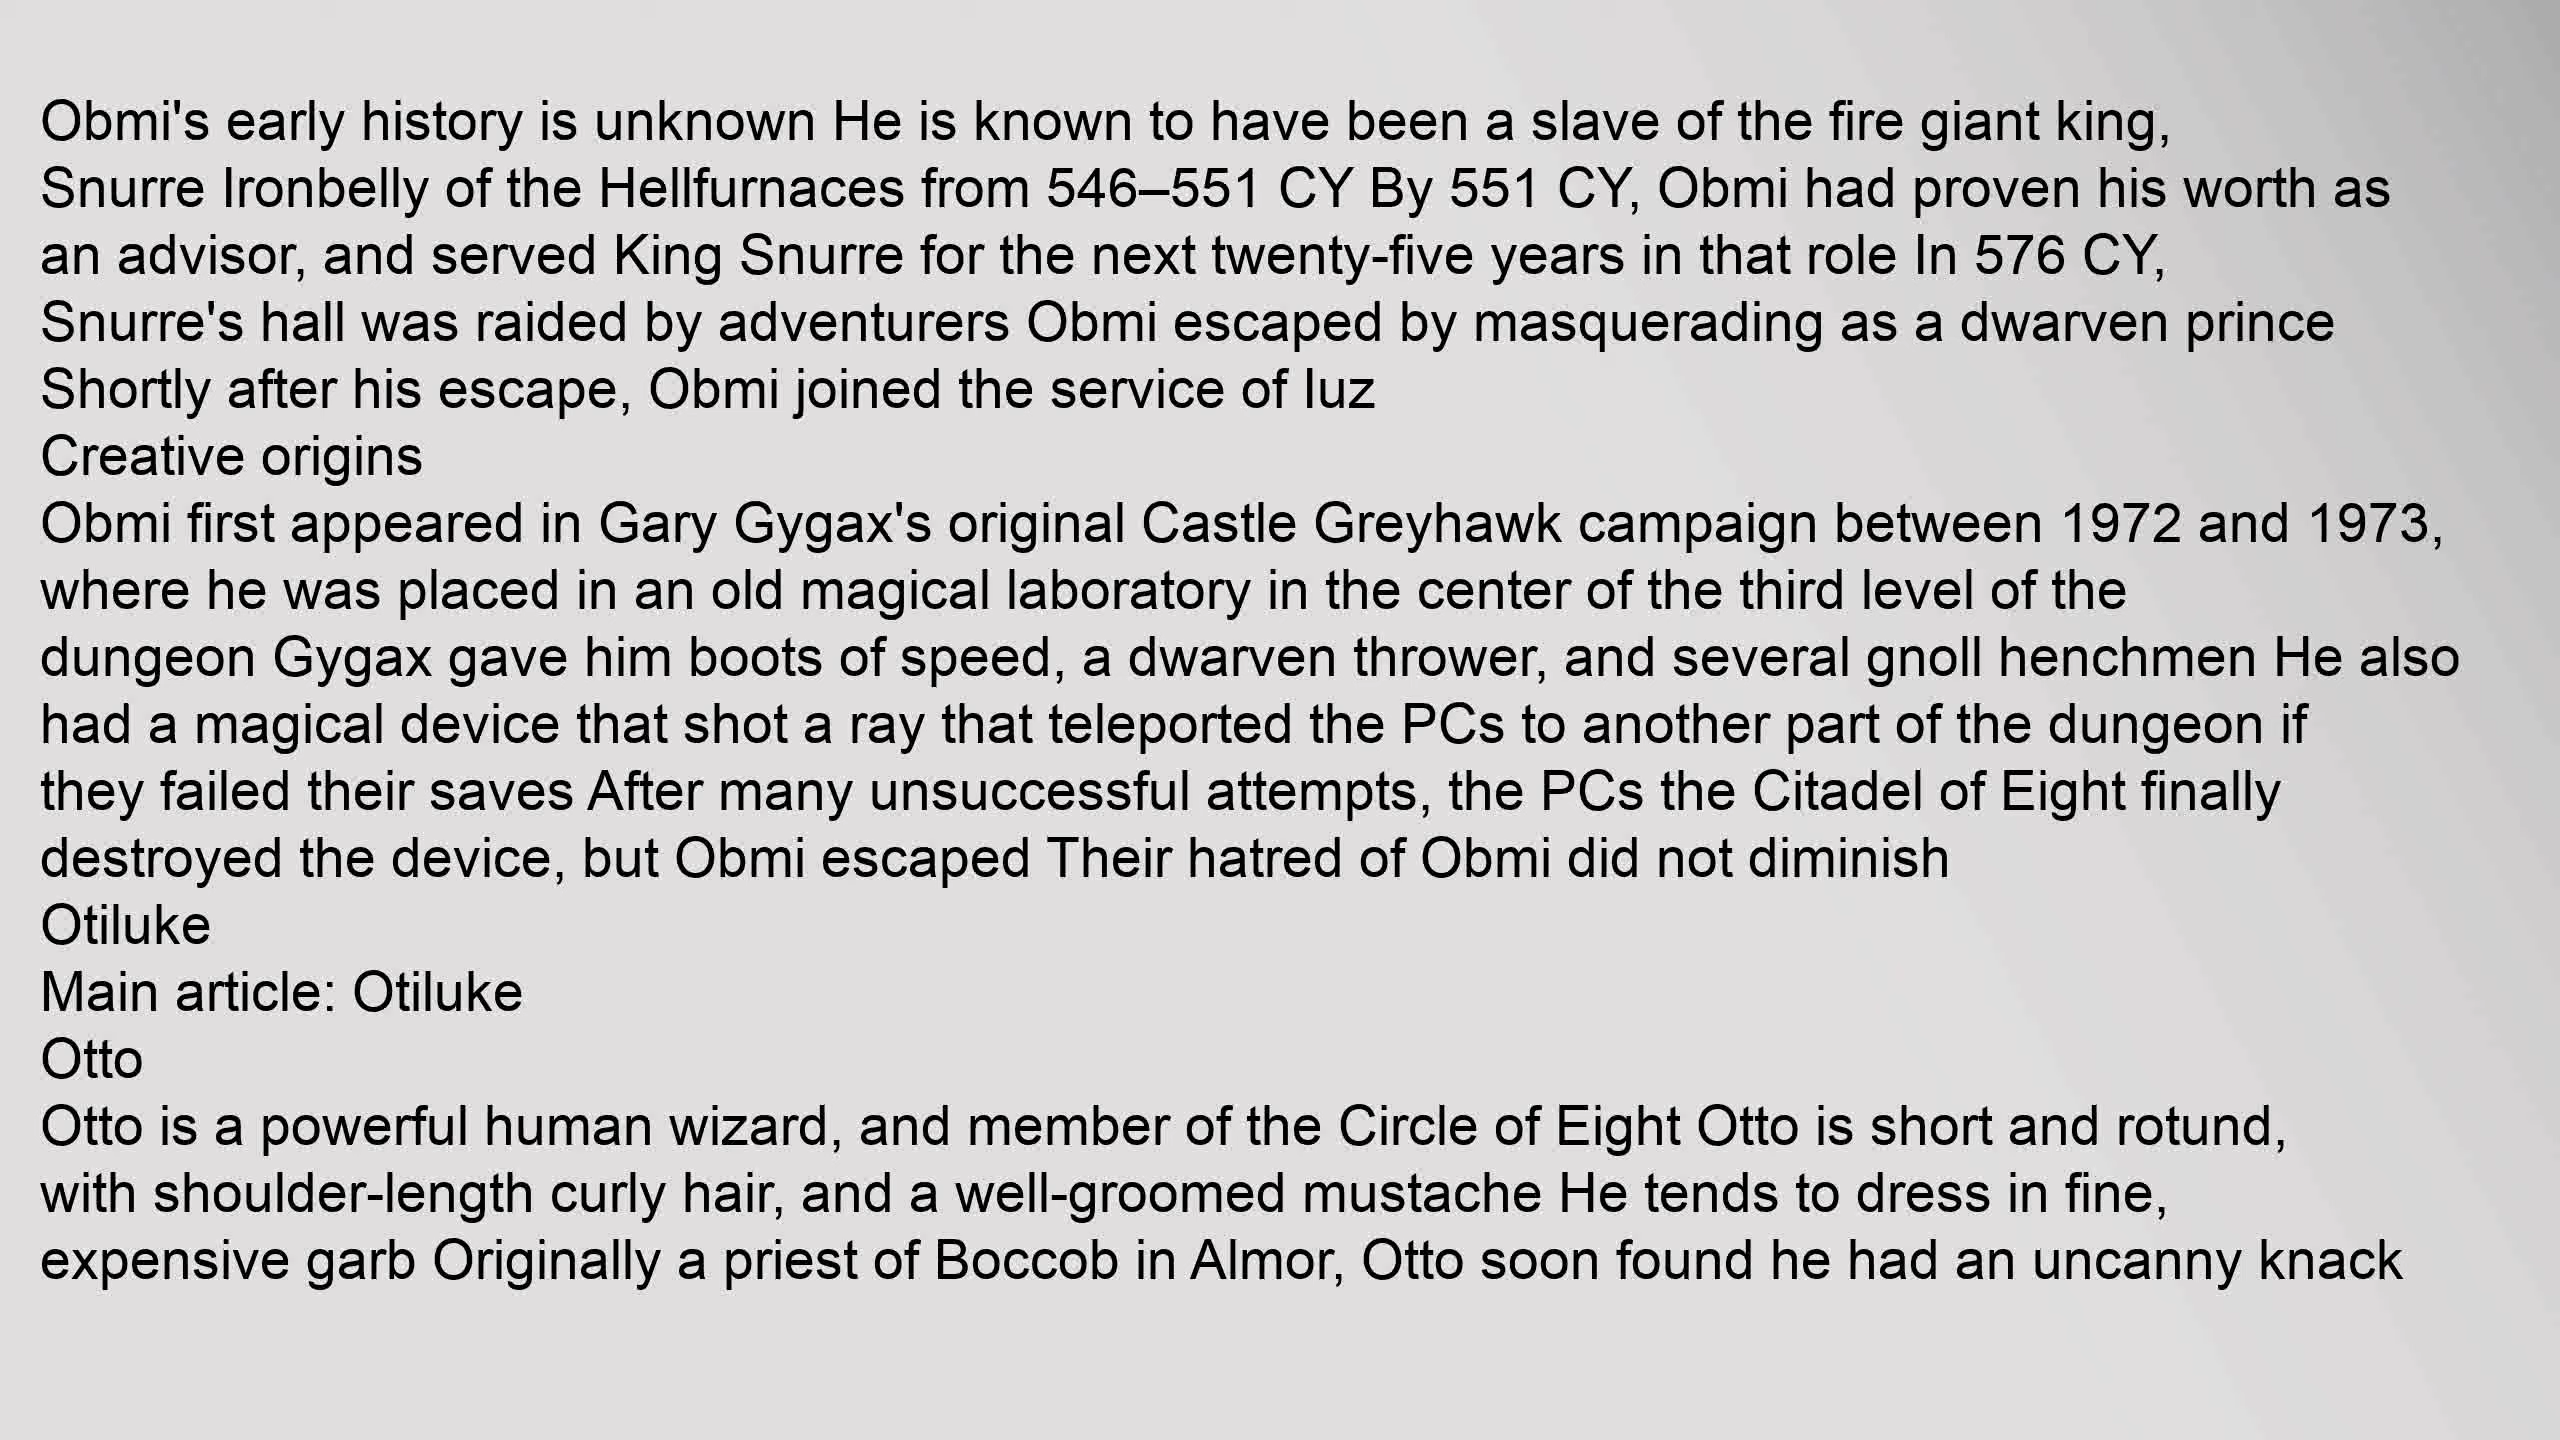 Obmi's early history is unknown He is known to have been a slave of the fire giant king,
Snurre Ironbelly of the Hellfurnaces from 546–551 CY By 551 CY, Obmi had proven his worth as
an advisor, and served King Snurre for the next twenty-five years in that role In 576 CY,
Snurre's hall was raided by adventurers Obmi escaped by masquerading as a dwarven prince
Shortly after his escape, Obmi joined the service of Iuz
Creative origins
Obmi first appeared in Gary Gygax's original Castle Greyhawk campaign between 1972 and 1973,
where he was placed in an old magical laboratory in the center of the third level of the
dungeon Gygax gave him boots of speed, a dwarven thrower, and several gnoll henchmen He also
had a magical device that shot a ray that teleported the PCs to another part of the dungeon if
they failed their saves After many unsuccessful attempts, the PCs the Citadel of Eight finally
destroyed the device, but Obmi escaped Their hatred of Obmi did not diminish
Otiluke
Main article: Otiluke
Otto
Otto is a powerful human wizard, and member of the Circle of Eight Otto is short and rotund,
with shoulder-length curly hair, and a well-groomed mustache He tends to dress in fine,
expensive garb Originally a priest of Boccob in Almor, Otto soon found he had an uncanny knack